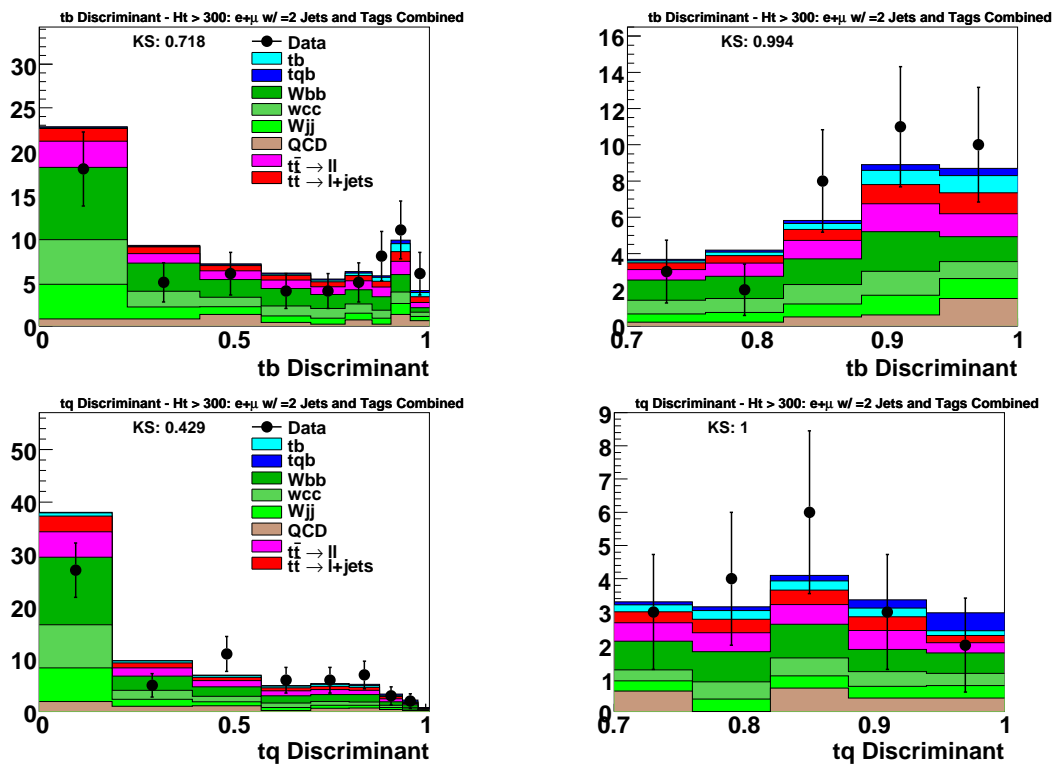 tb Discriminant - Ht > 300: e+μ w/ =2 Jets and Tags Combined
KS: 0.718
Data
tb
tqb
Wbb
wcc
Wjj
QCD
tt̄ → ll
tt̄ → l+jets
0
5
10
15
20
25
30
0
0.5
1
tb Discriminant
tb Discriminant - Ht > 300: e+μ w/ =2 Jets and Tags Combined
KS: 0.994
0
2
4
6
8
10
12
14
16
0.7
0.8
0.9
1
tb Discriminant
tq Discriminant - Ht > 300: e+μ w/ =2 Jets and Tags Combined
KS: 0.429
Data
tb
tqb
Wbb
wcc
Wjj
QCD
tt̄ → ll
tt̄ → l+jets
0
10
20
30
40
50
0
0.5
1
tq Discriminant
tq Discriminant - Ht > 300: e+μ w/ =2 Jets and Tags Combined
KS: 1
0
1
2
3
4
5
6
7
8
9
0.7
0.8
0.9
1
tq Discriminant